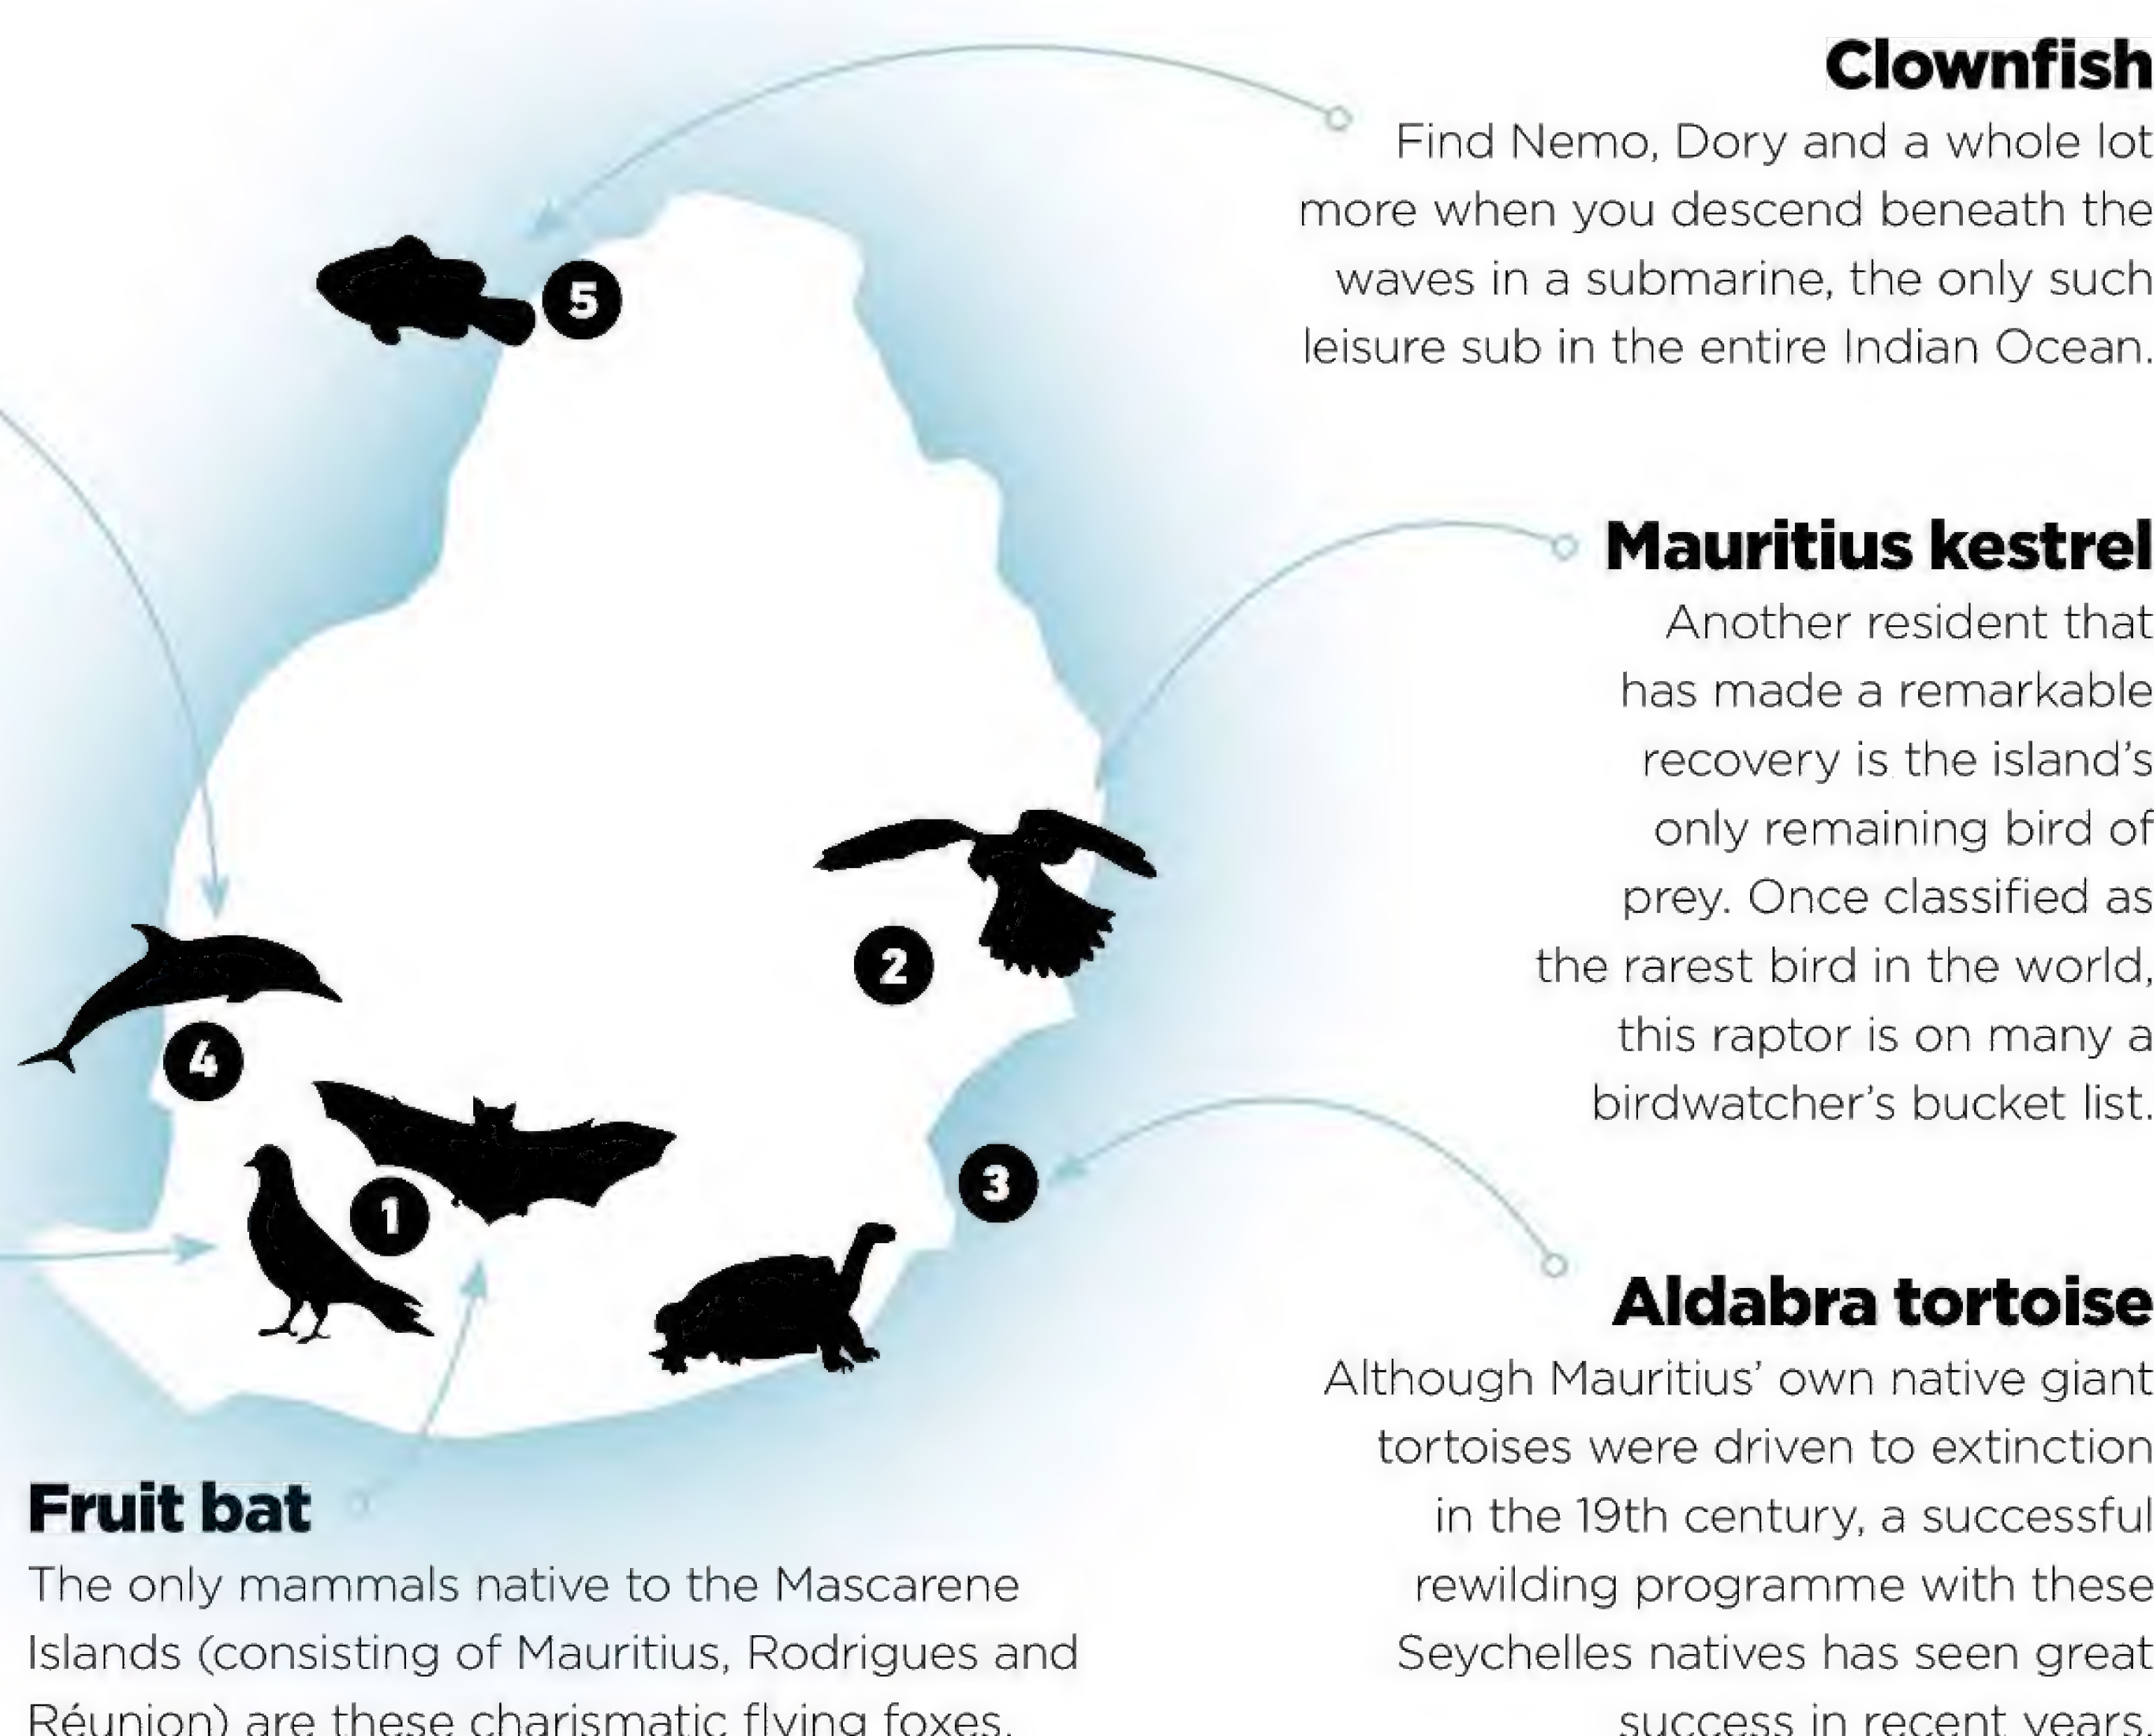 Clownfish
Find Nemo, Dory and a whole lot
more when you descend beneath the
waves in a submarine, the only such
leisure sub in the entire Indian Ocean.
5
Mauritius kestrel
Another resident that
has made a remarkable
recovery is the island's
only remaining bird of
prey. Once classified as
the rarest bird in the world,
this raptor is on many a
birdwatcher's bucket list.
2
4
3
1
Aldabra tortoise
Although Mauritius' own native giant
tortoises were driven to extinction
in the 19th century, a successful
rewilding programme with these
Seychelles natives has seen great
success in recent years.
Fruit bat
The only mammals native to the Mascarene
Islands (consisting of Mauritius, Rodrigues and
Réunion) are these charismatic flying foxes.